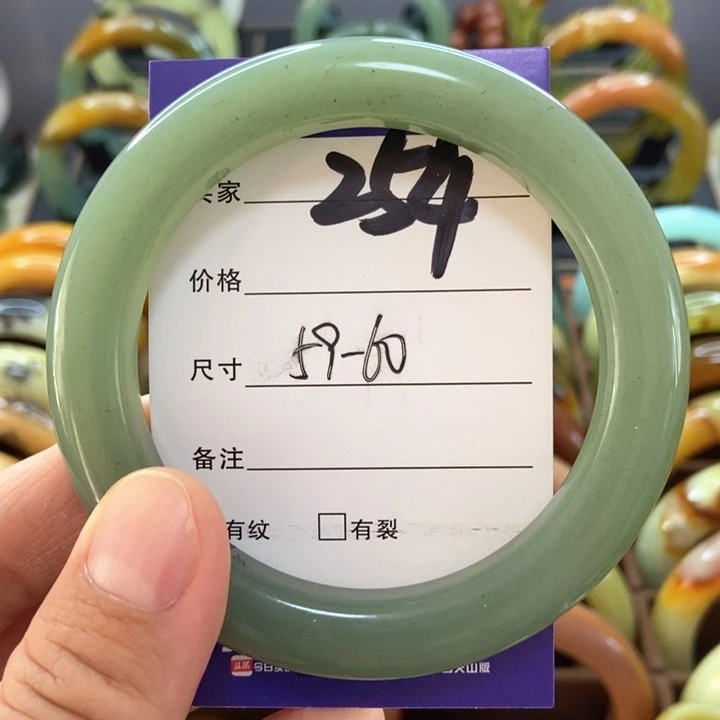 家 254
价格
尺寸 59-60
备注
有纹 □有裂